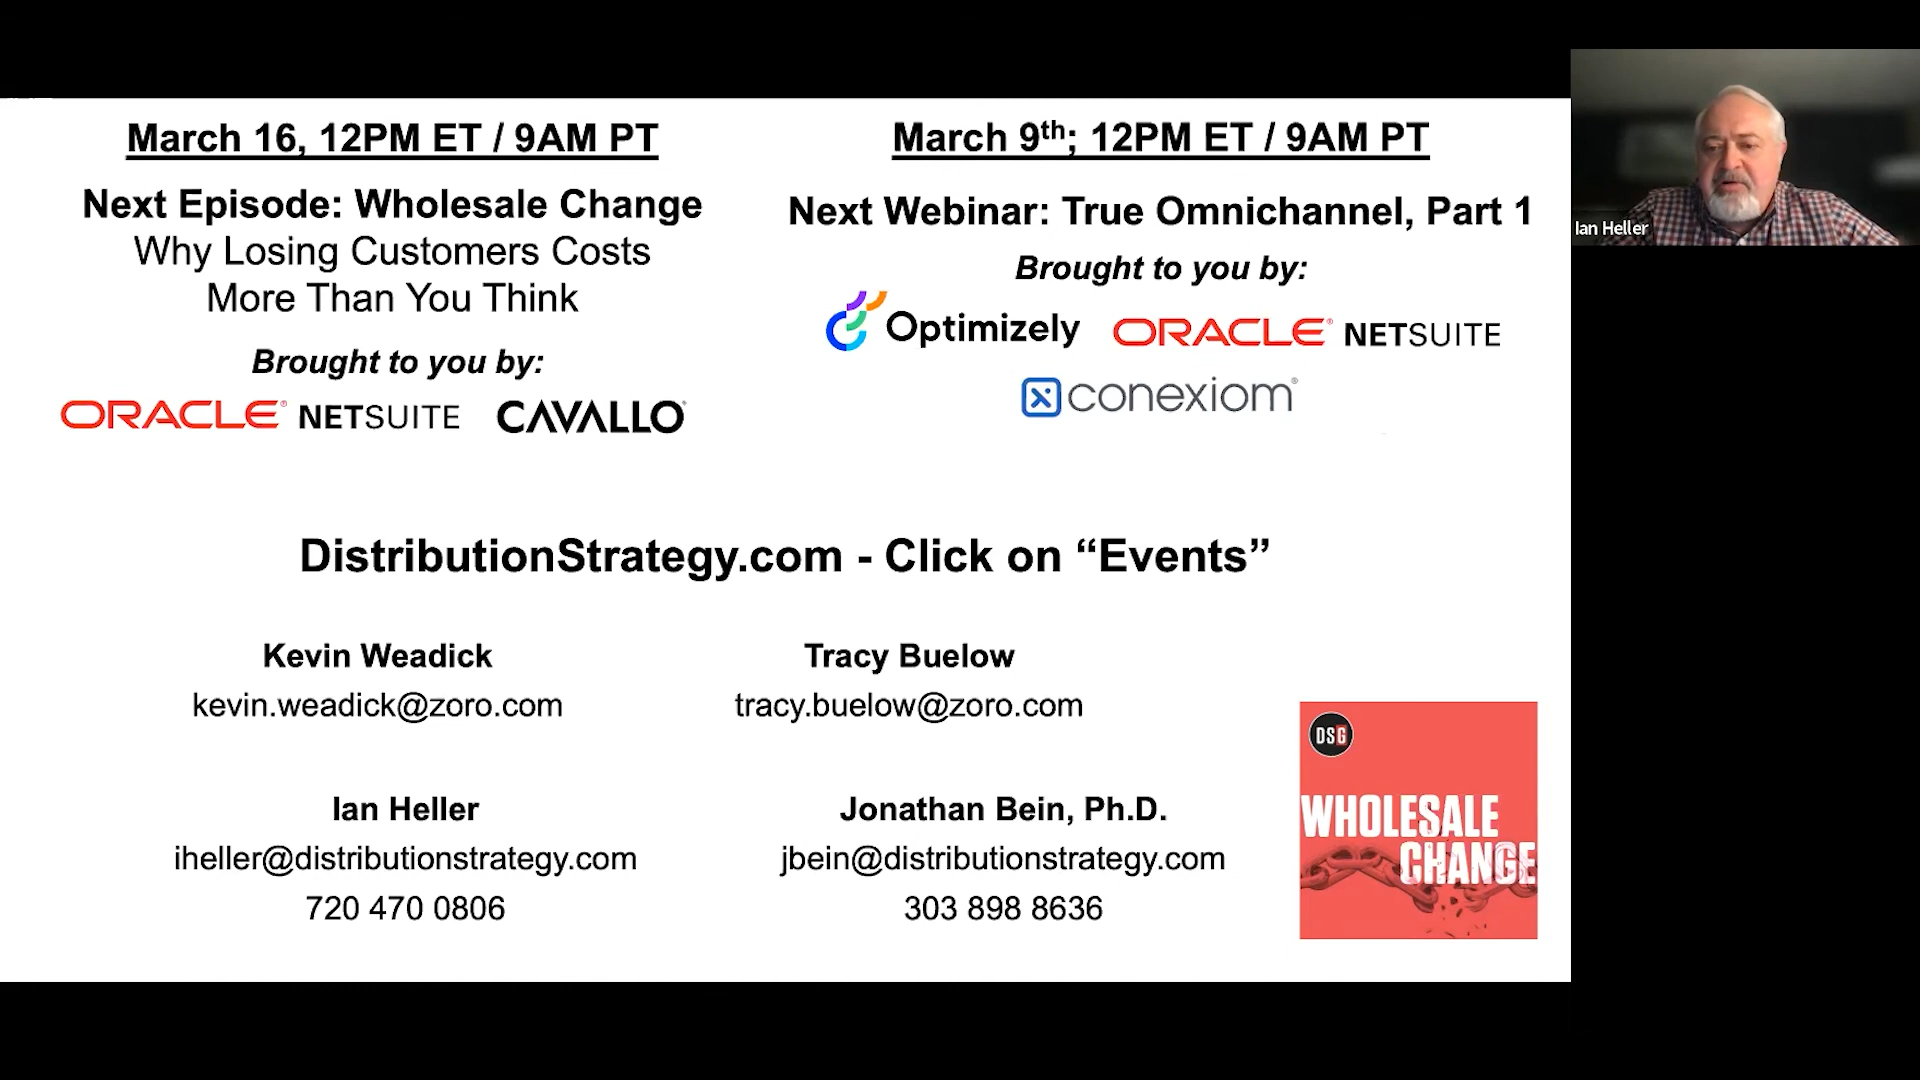 March 16, 12PM ET / 9AM PT
Next Episode: Wholesale Change
Why Losing Customers Costs
More Than You Think
Brought to you by:
ORACLE® NETSUITE CAVALLO®
March 9th; 12PM ET / 9AM PT
Next Webinar: True Omnichannel, Part 1
Brought to you by:
Optimizely ORACLE® NETSUITE
conexiom®
DistributionStrategy.com - Click on “Events”
Kevin Weadick
kevin.weadick@zoro.com
Tracy Buelow
tracy.buelow@zoro.com
Ian Heller
iheller@distributionstrategy.com
720 470 0806
Jonathan Bein, Ph.D.
jbein@distributionstrategy.com
303 898 8636
DSG
WHOLESALE
CHANGE
Ian Heller